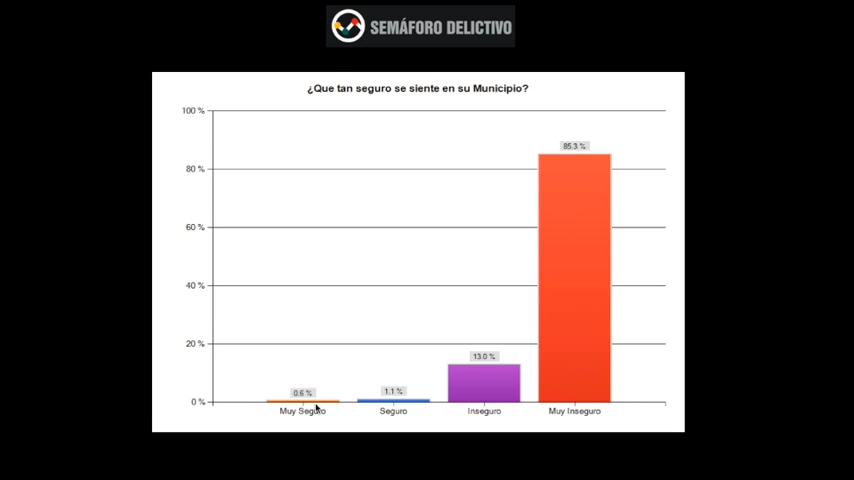 SEMÁFORO DELICTIVO
¿Que tan seguro se siente en su Municipio?
100 %
80 %
60 %
40 %
20 %
0 %
0.6 %
1.1 %
13.0 %
85.3 %
Muy Seguro
Seguro
Inseguro
Muy Inseguro